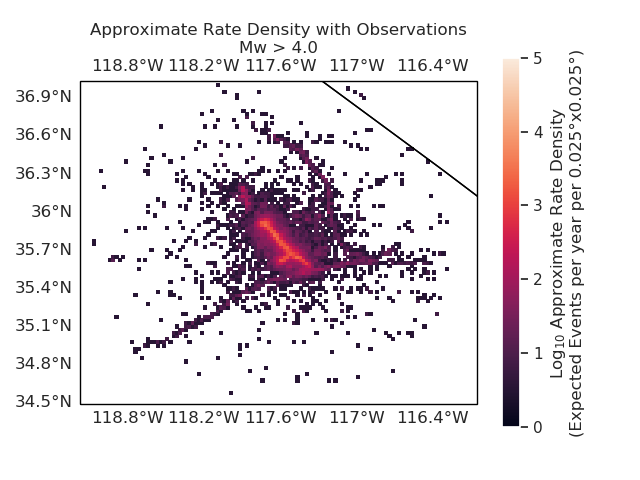 Approximate Rate Density with Observations
Mw > 4.0
118.8°W 118.2°W 117.6°W 117°W 116.4°W
36.9°N
36.6°N
36.3°N
36°N
35.7°N
35.4°N
35.1°N
34.8°N
34.5°N
118.8°W 118.2°W 117.6°W 117°W 116.4°W
5
4
3
2
1
0
Log₁₀ Approximate Rate Density
(Expected Events per year per 0.025°x0.025°)